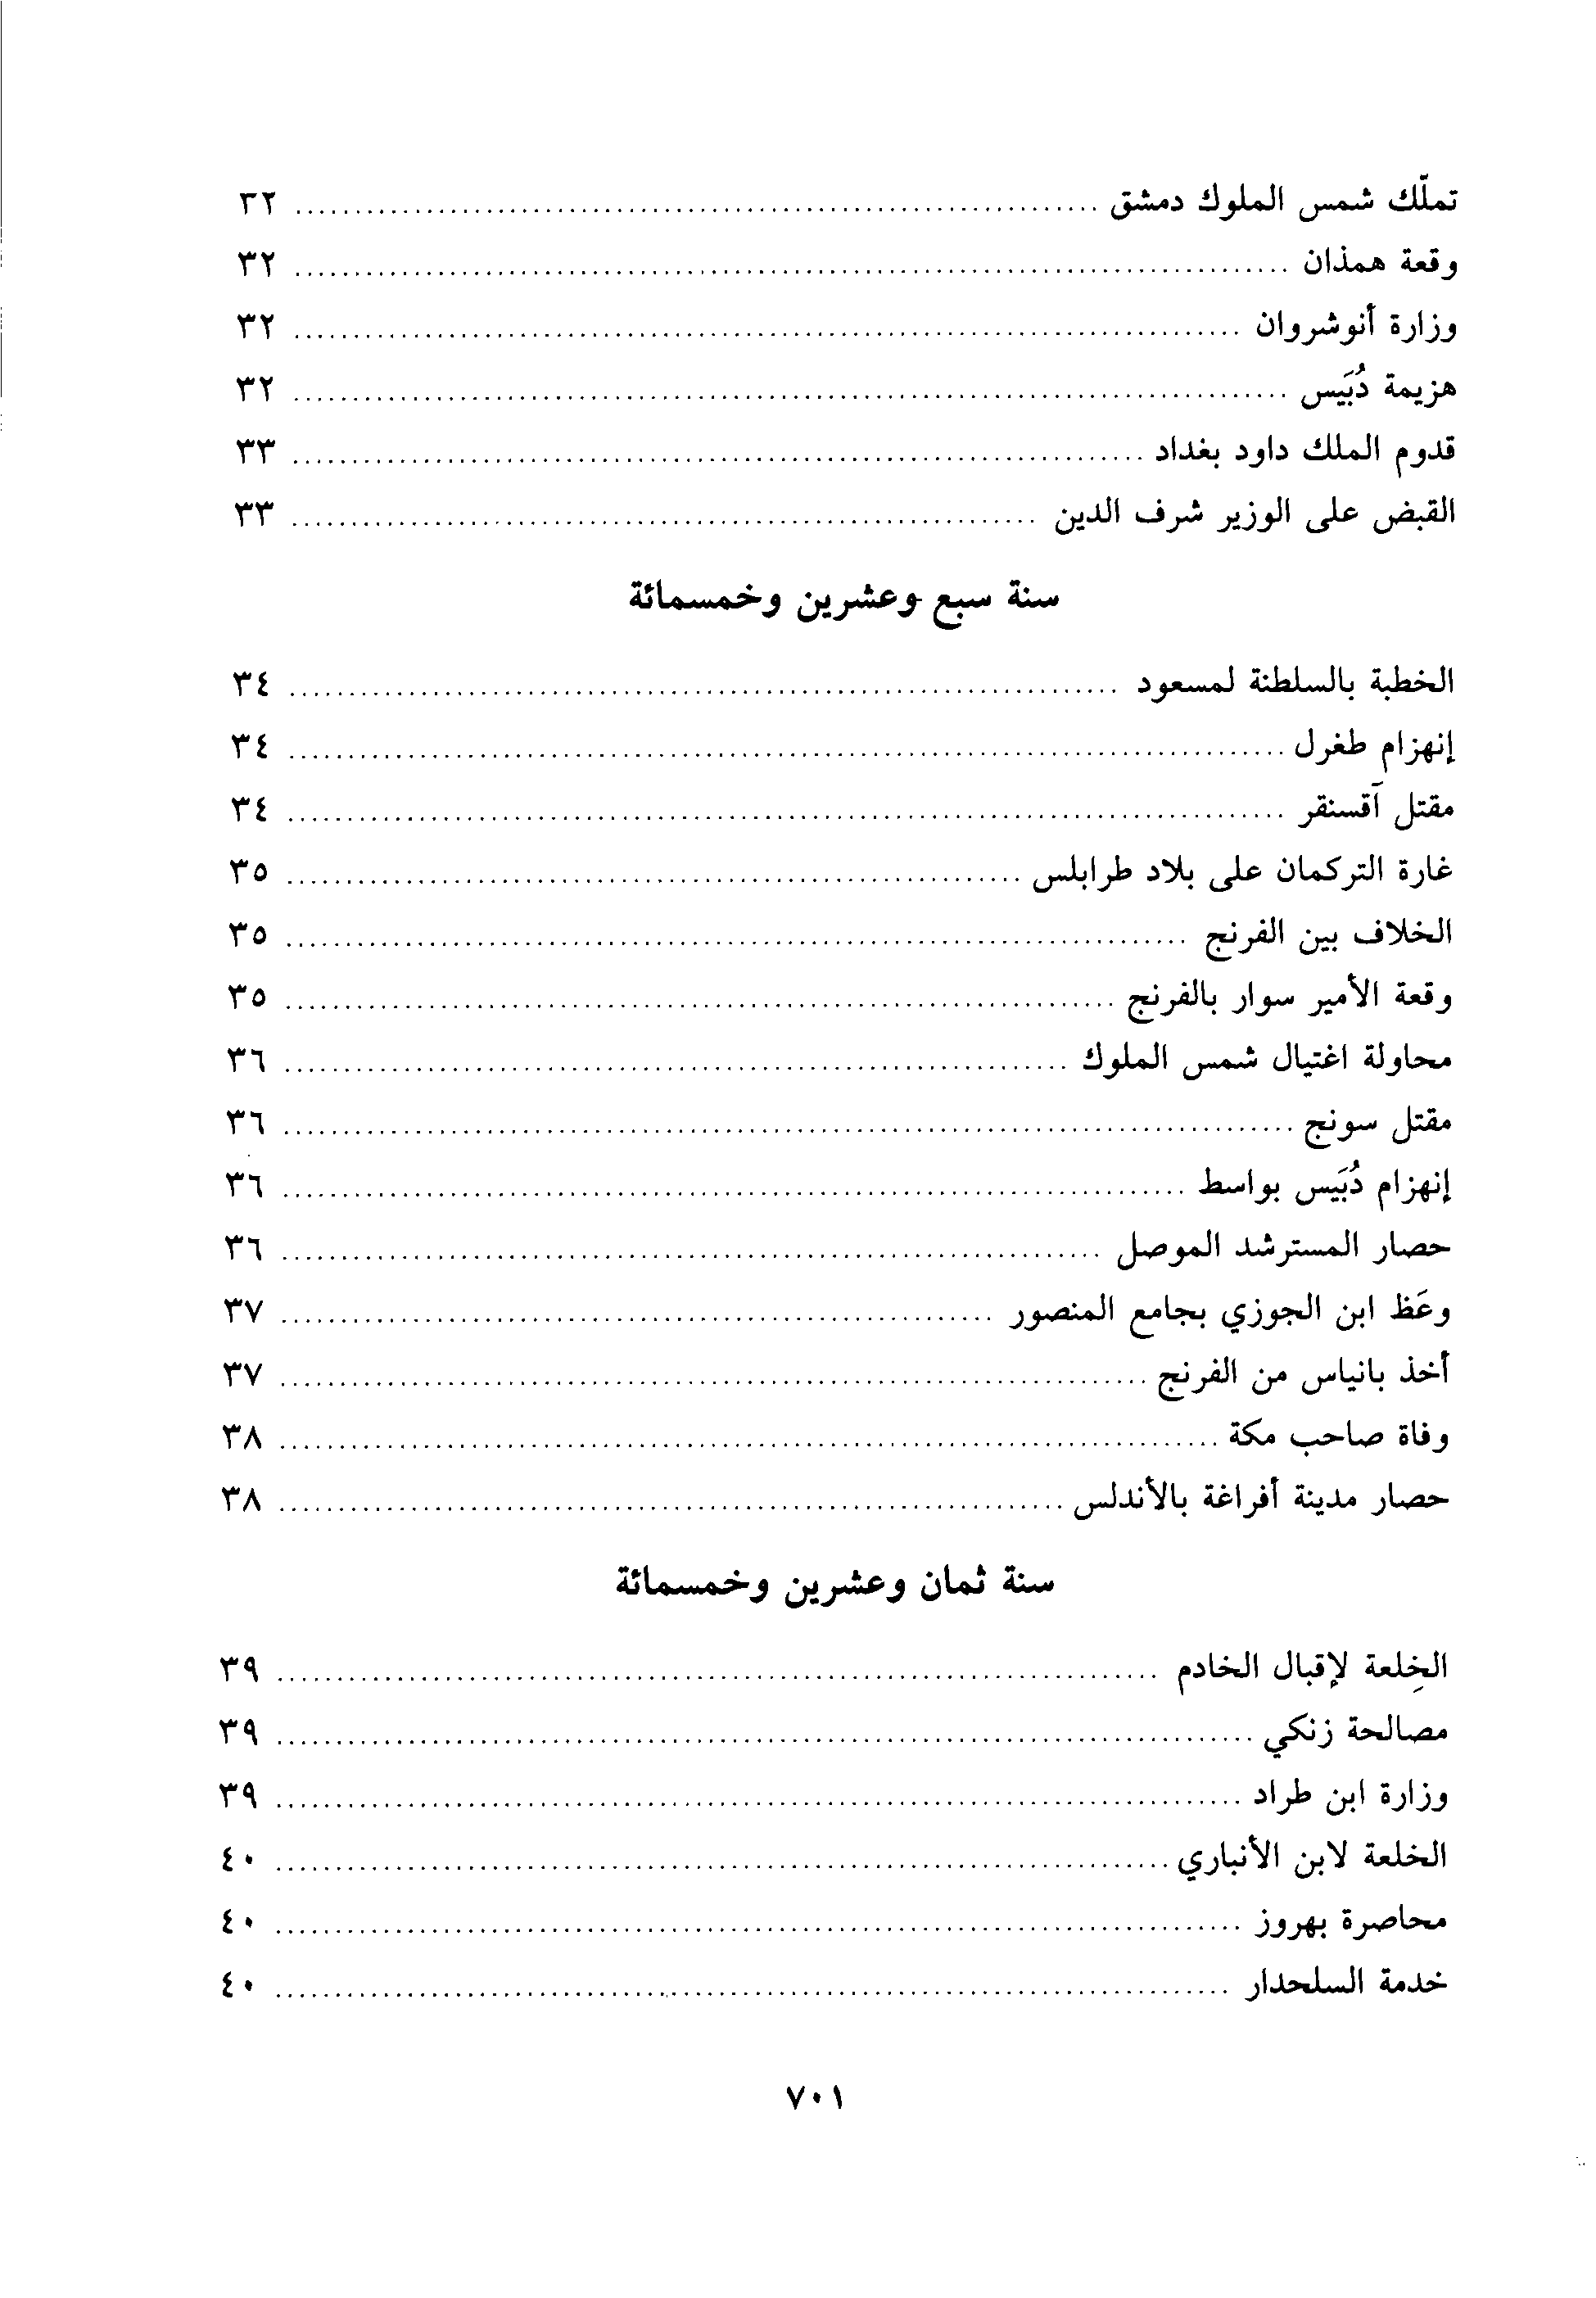 تملّك شمس الملوك دمشق ........ ٣٢
وقعة همذان ........ ٣٢
وزارة أنوشروان ........ ٣٢
هزيمة دُبَيس ........ ٣٢
قدوم الملك داود بغداد ........ ٣٣
القبض على الوزير شرف الدين ........ ٣٣
سنة سبع وعشرين وخمسمائة
الخطبة بالسلطنة لمسعود ........ ٣٤
إنهزام طغرل ........ ٣٤
مقتل آقسنقر ........ ٣٤
غارة التركمان على بلاد طرابلس ........ ٣٥
الخلاف بين الفرنج ........ ٣٥
وقعة الأمير سوار بالفرنج ........ ٣٥
محاولة اغتيال شمس الملوك ........ ٣٦
مقتل سونج ........ ٣٦
إنهزام دُبَيس بواسط ........ ٣٦
حصار المسترشد الموصل ........ ٣٦
وعَظ ابن الجوزي بجامع المنصور ........ ٣٧
أخذ بانياس من الفرنج ........ ٣٧
وفاة صاحب مكة ........ ٣٨
حصار مدينة أفراغة بالأندلس ........ ٣٨
سنة ثمان وعشرين وخمسمائة
الخِلعة لإقبال الخادم ........ ٣٩
مصالحة زنكي ........ ٣٩
وزارة ابن طراد ........ ٣٩
الخلعة لابن الأنباري ........ ٤٠
محاصرة بهروز ........ ٤٠
خدمة السلحدار ........ ٤٠
٧٠١